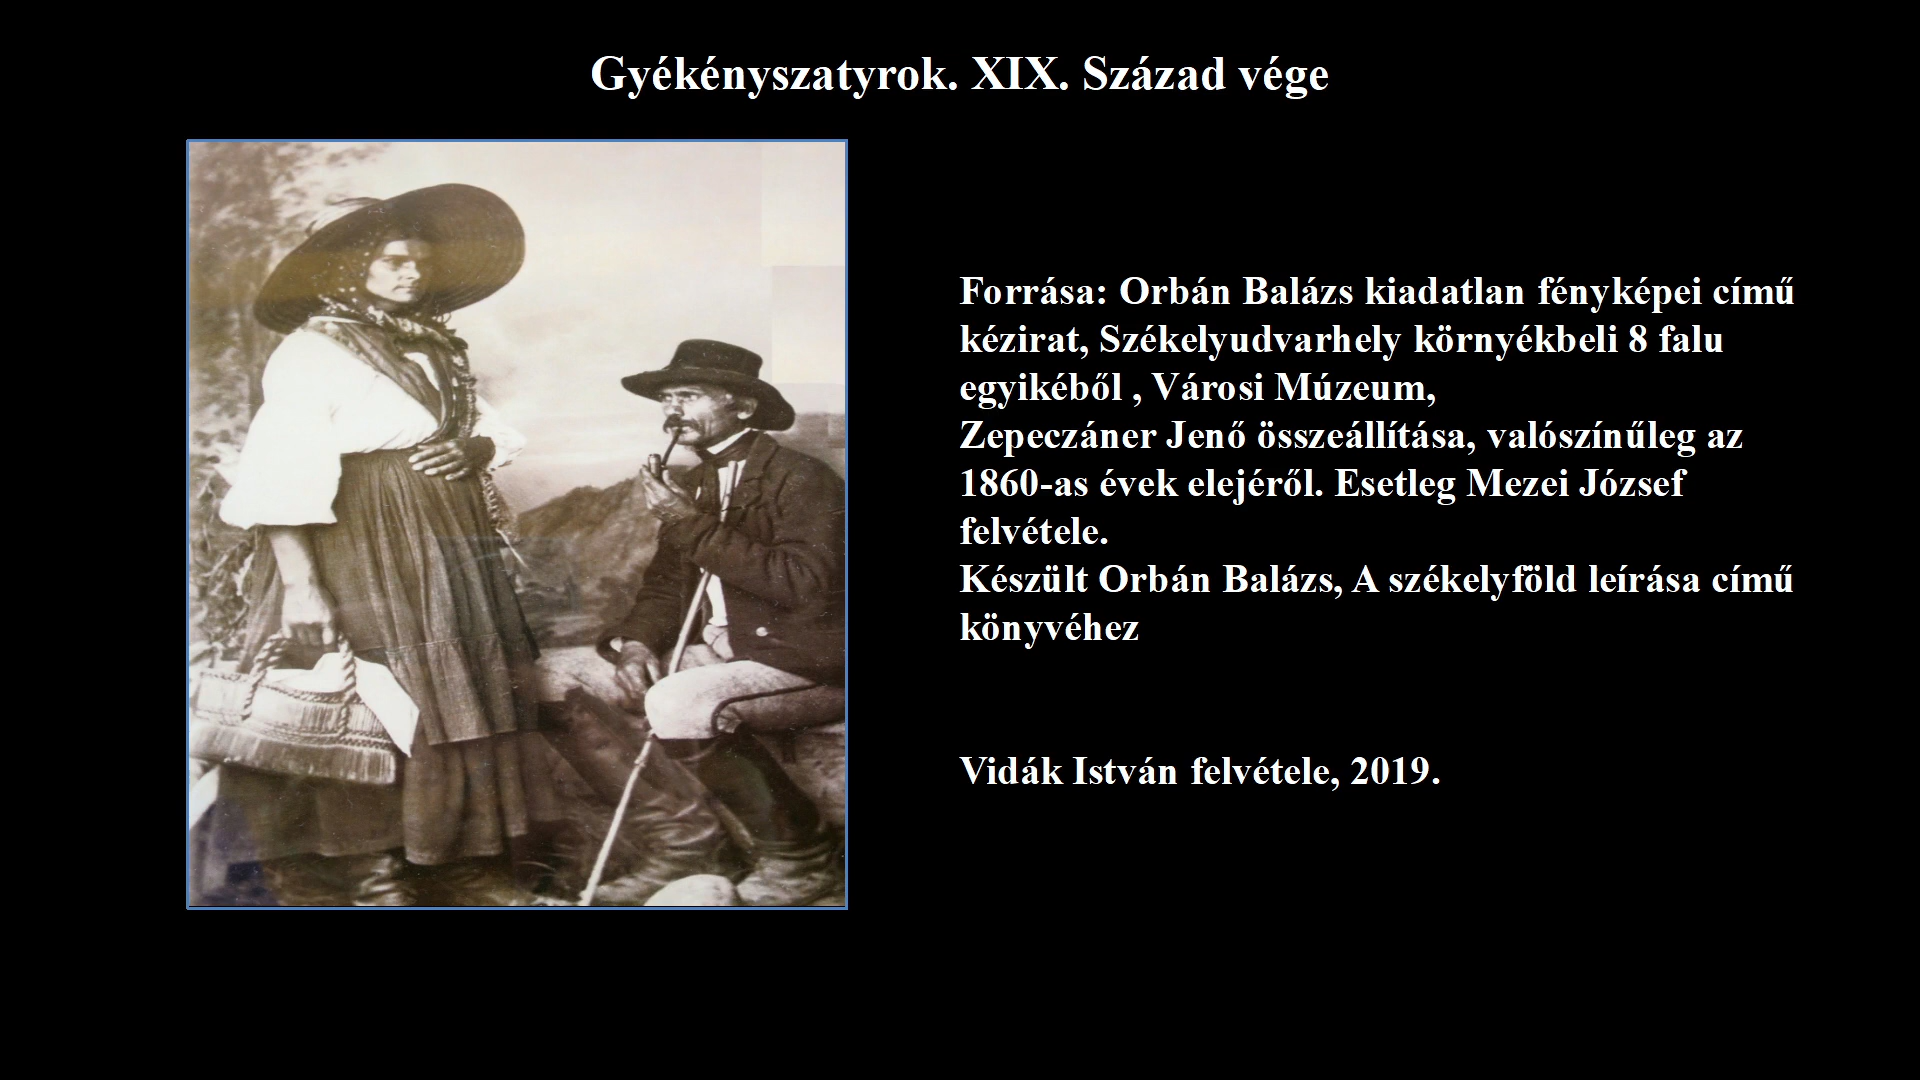 Gyékényszatyrok. XIX. Század vége
Forrása: Orbán Balázs kiadatlan fényképei című
kézirat, Székelyudvarhely környékbeli 8 falu
egyikéből , Városi Múzeum,
Zepeczáner Jenő összeállítása, valószínűleg az
1860-as évek elejéről. Esetleg Mezei József
felvétele.
Készült Orbán Balázs, A székelyföld leírása című
könyvéhez
Vidák István felvétele, 2019.